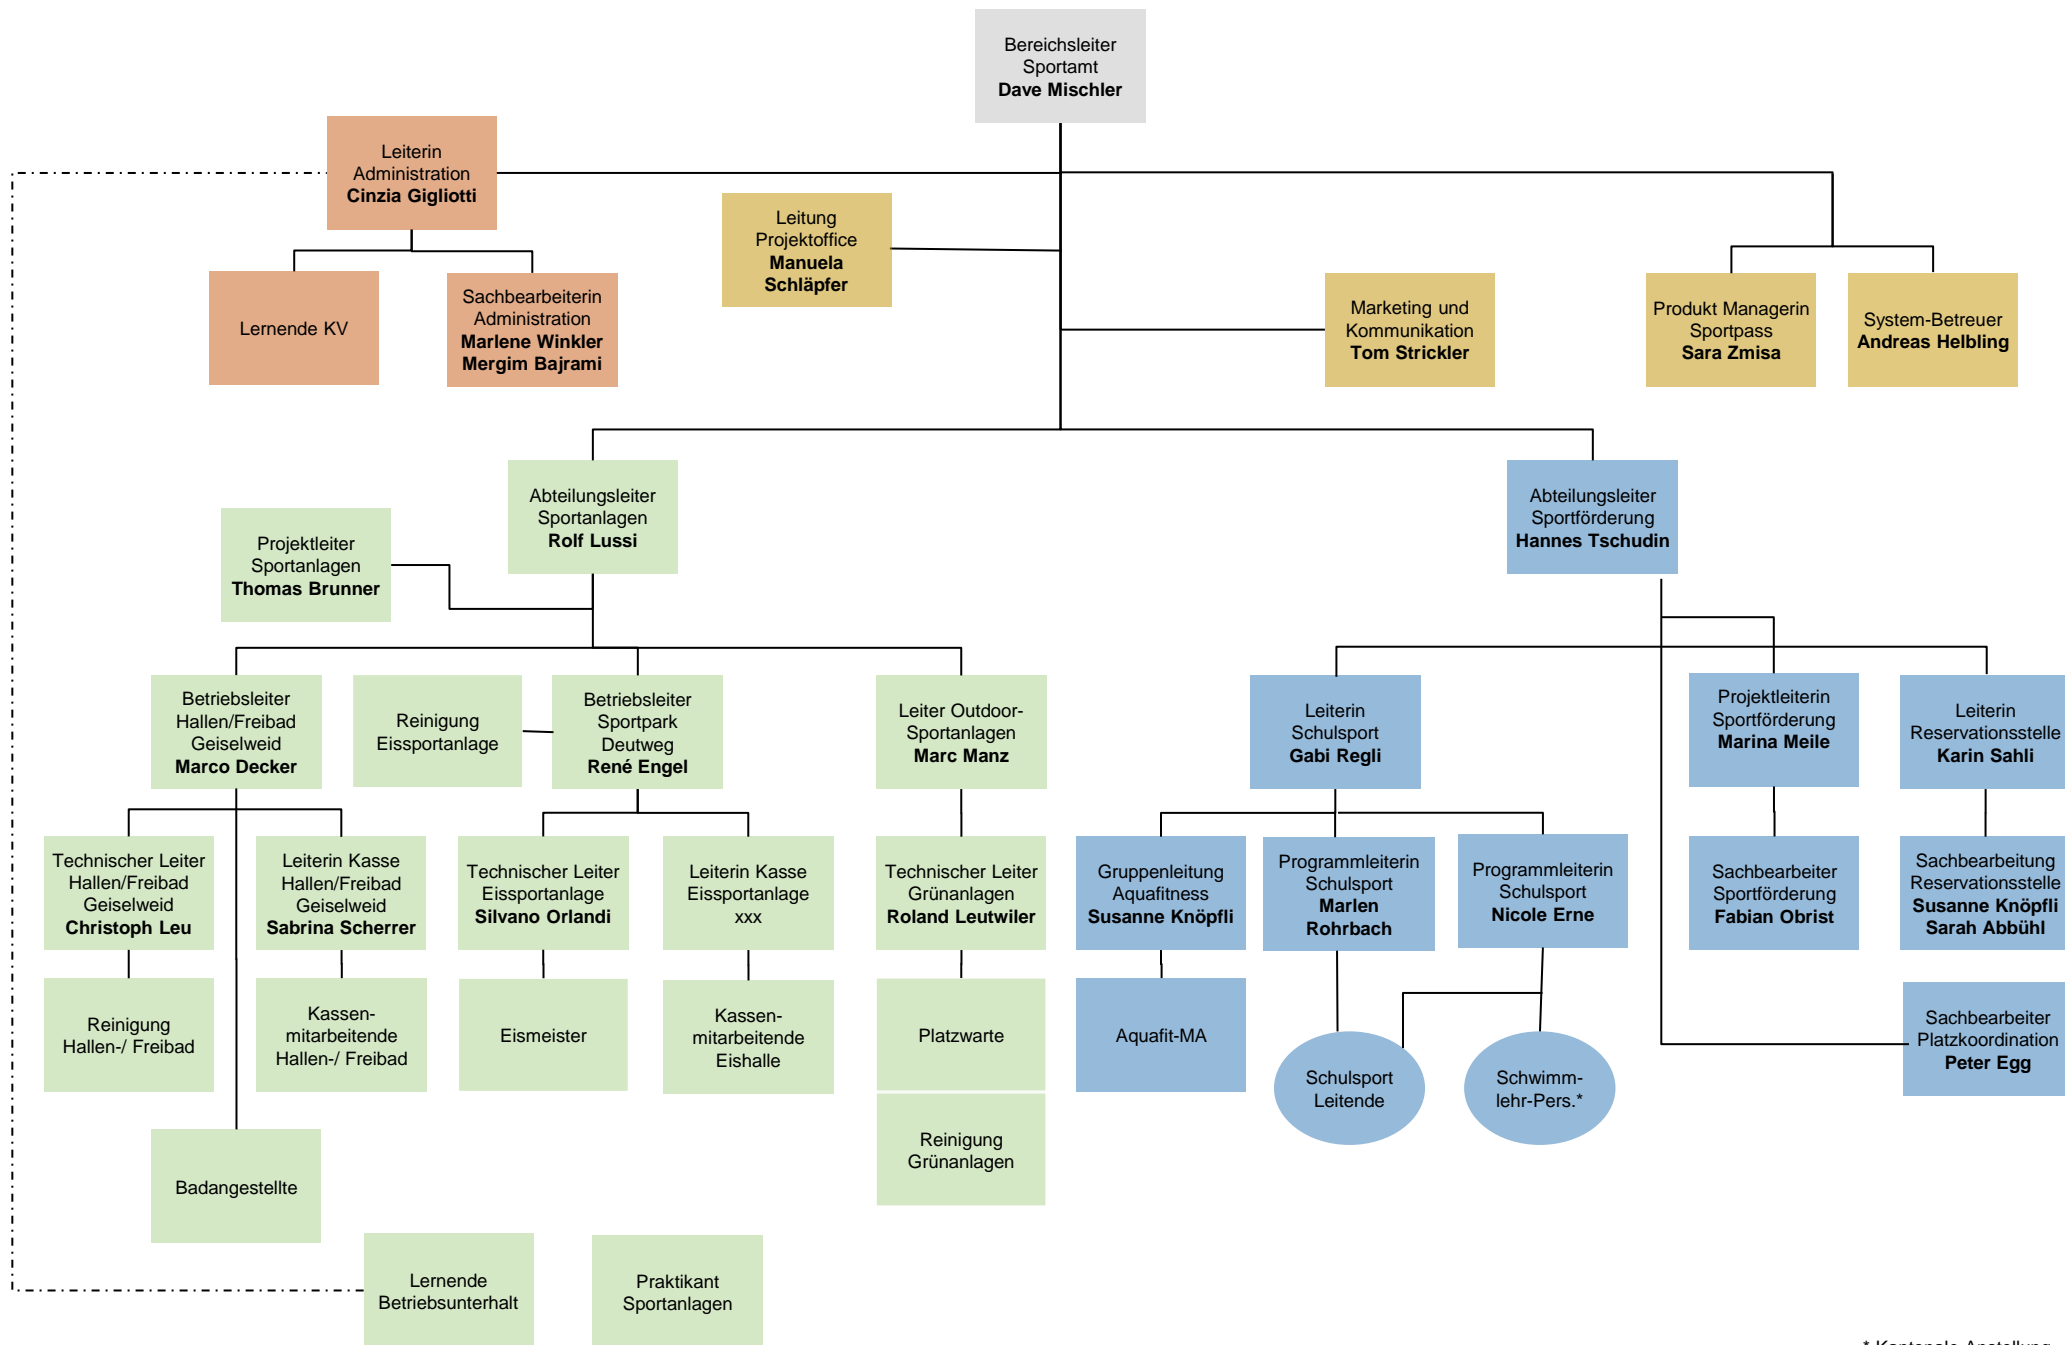 Bereichsleiter
Sportamt
Dave Mischler
Leiterin
Administration
Cinzia Gigliotti
Leitung
Projektoffice
Manuela
Schläpfer
Lernende KV
Sachbearbeiterin
Administration
Marlene Winkler
Mergim Bajrami
Marketing und
Kommunikation
Tom Strickler
Produkt Managerin
Sportpass
Sara Zmisa
System-Betreuer
Andreas Helbling
Abteilungsleiter
Sportanlagen
Rolf Lussi
Abteilungsleiter
Sportförderung
Hannes Tschudin
Projektleiter
Sportanlagen
Thomas Brunner
Betriebsleiter
Hallen/Freibad
Geiselweid
Marco Decker
Reinigung
Eissportanlage
Betriebsleiter
Sportpark
Deutweg
René Engel
Leiter Outdoor-
Sportanlagen
Marc Manz
Leiterin
Schulsport
Gabi Regli
Projektleiterin
Sportförderung
Marina Meile
Leiterin
Reservationsstelle
Karin Sahli
Technischer Leiter
Hallen/Freibad
Geiselweid
Christoph Leu
Leiterin Kasse
Hallen/Freibad
Geiselweid
Sabrina Scherrer
Technischer Leiter
Eissportanlage
Silvano Orlandi
Leiterin Kasse
Eissportanlage
xxx
Technischer Leiter
Grünanlagen
Roland Leutwiler
Gruppenleitung
Aquafitness
Susanne Knöpfli
Programmleiterin
Schulsport
Marlen
Rohrbach
Programmleiterin
Schulsport
Nicole Erne
Sachbearbeiter
Sportförderung
Fabian Obrist
Sachbearbeitung
Reservationsstelle
Susanne Knöpfli
Sarah Abbühl
Reinigung
Hallen-/ Freibad
Kassen-
mitarbeitende
Hallen-/ Freibad
Eismeister
Kassen-
mitarbeitende
Eishalle
Platzwarte
Aquafit-MA
Schulsport
Leitende
Schwimm-
lehr-Pers.*
Sachbearbeiter
Platzkoordination
Peter Egg
Reinigung
Grünanlagen
Badangestellte
Lernende
Betriebsunterhalt
Praktikant
Sportanlagen
* Kantonale Anstellung